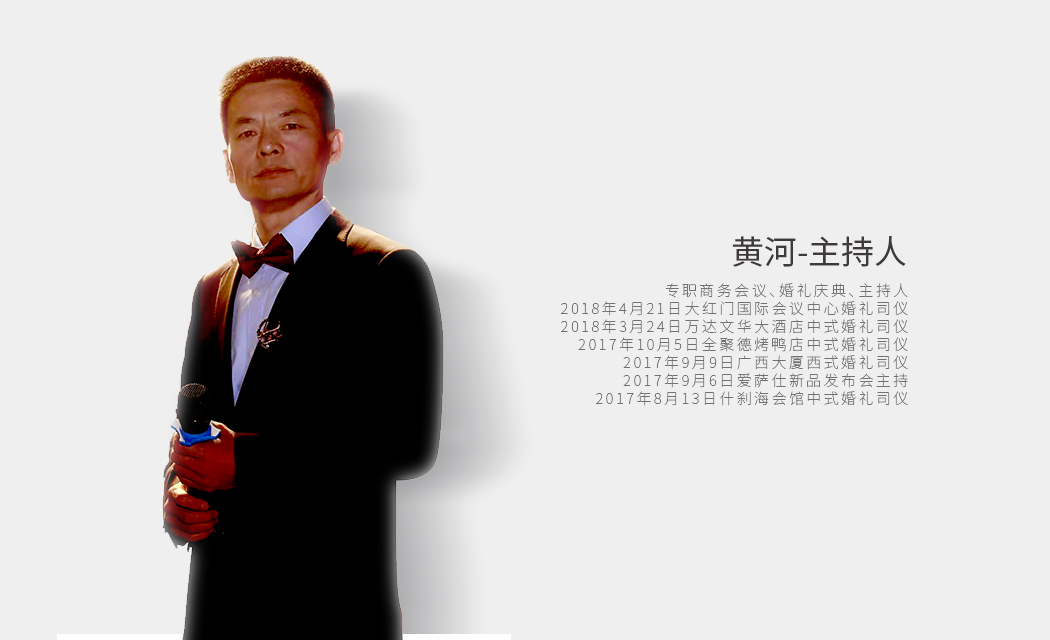 黄河-主持人
专职商务会议、婚礼庆典、主持人
2018年4月21日大红门国际会议中心婚礼司仪
2018年3月24日万达文华大酒店中式婚礼司仪
2017年10月5日全聚德烤鸭店中式婚礼司仪
2017年9月9日广西大厦西式婚礼司仪
2017年9月6日爱萨仕新品发布会主持
2017年8月13日什刹海会馆中式婚礼司仪